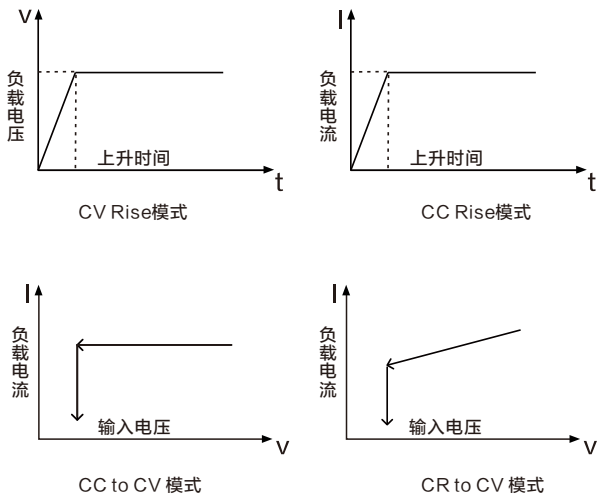 V
负载电压
上升时间
t
CV Rise模式
I
负载电流
上升时间
t
CC Rise模式
I
负载电流
输入电压
V
CC to CV 模式
I
负载电流
输入电压
V
CR to CV 模式